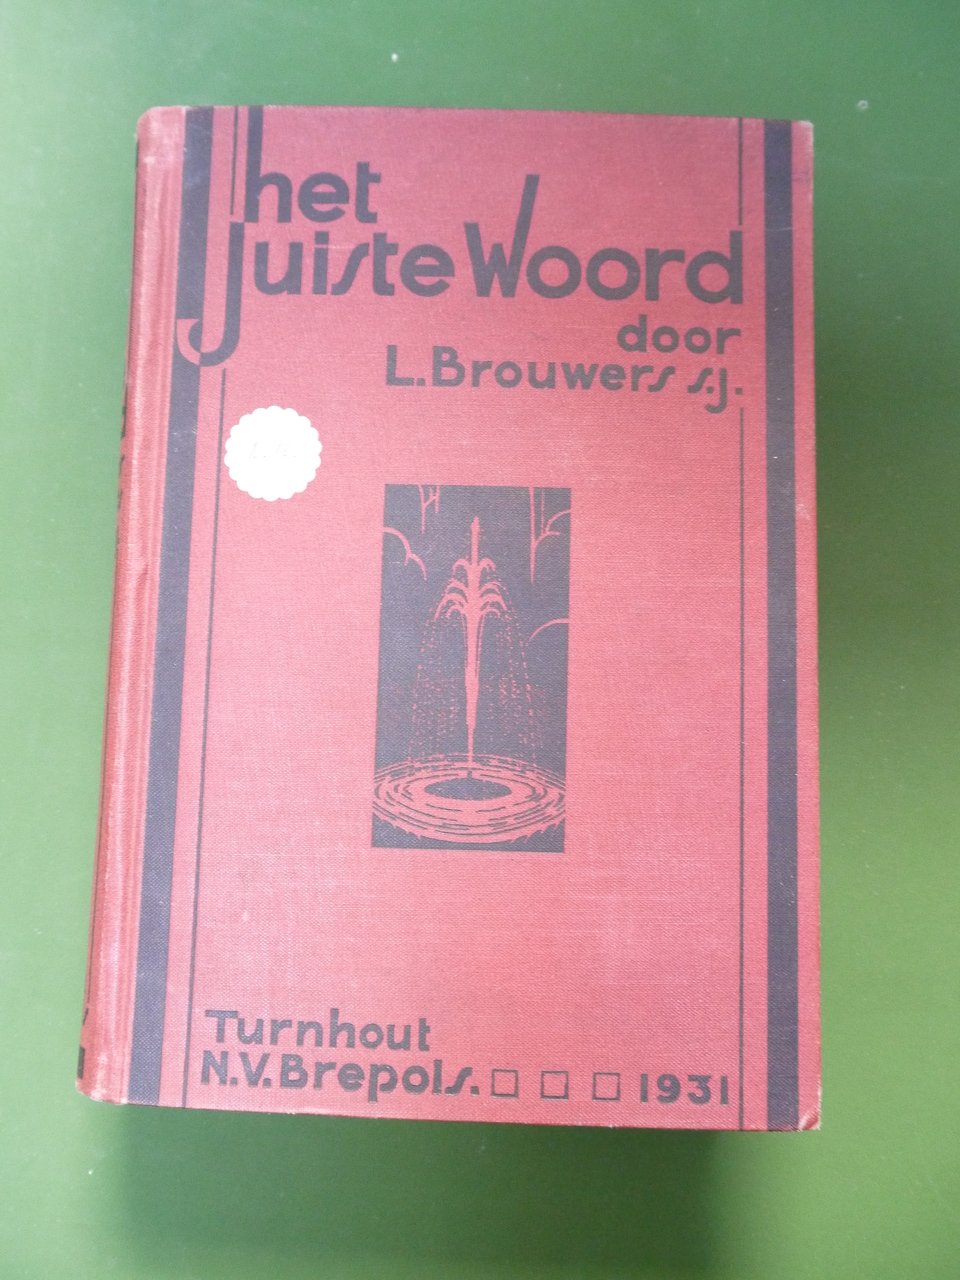 het
Juiste Woord
door
L. Brouwers s.j.
Turnhout
N.V. Brepols. 1931